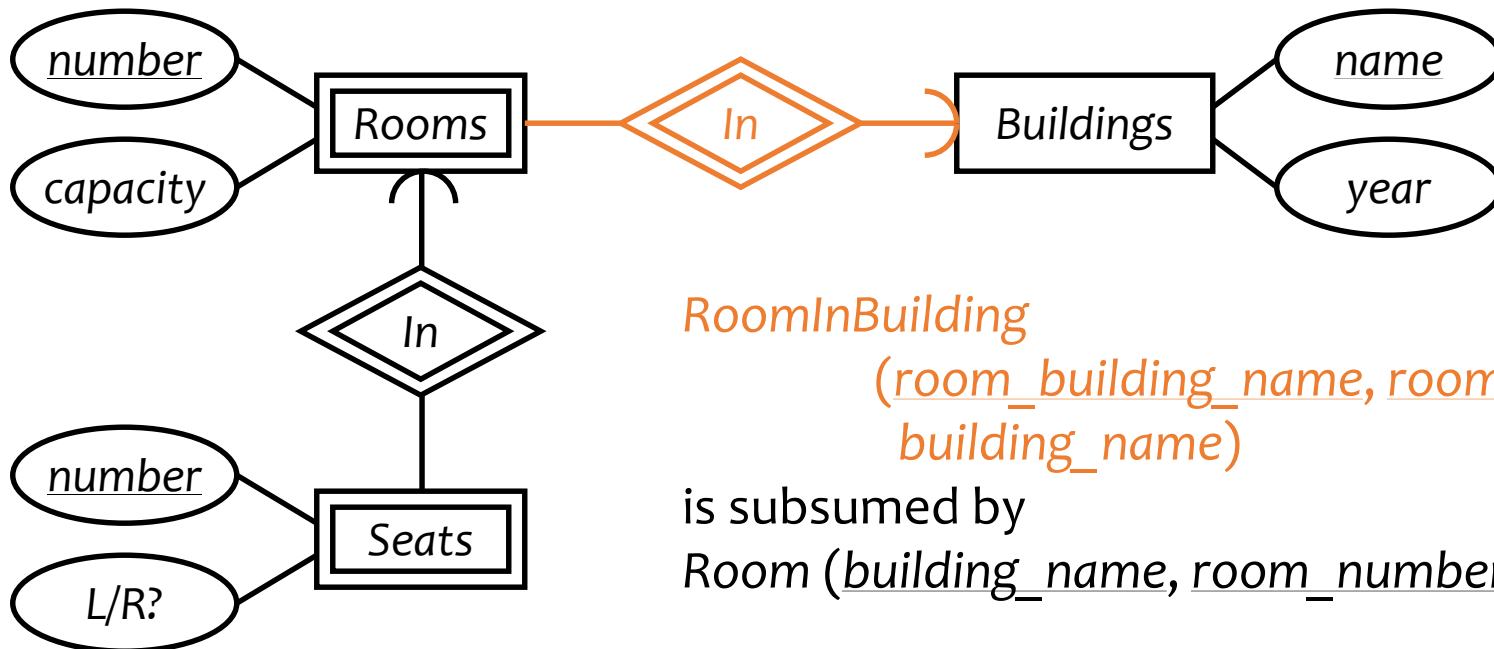 number
capacity
Rooms
In
Buildings
name
year
In
number
L/R?
Seats
RoomInBuilding
(room_building_name, room
building_name)
is subsumed by
Room (building_name, room_number